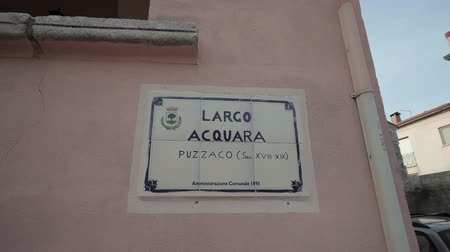 LARGO
ACQUARA
PUZZACO (Sec. XVIII-XIX)
Amministrazione Comunale 1995